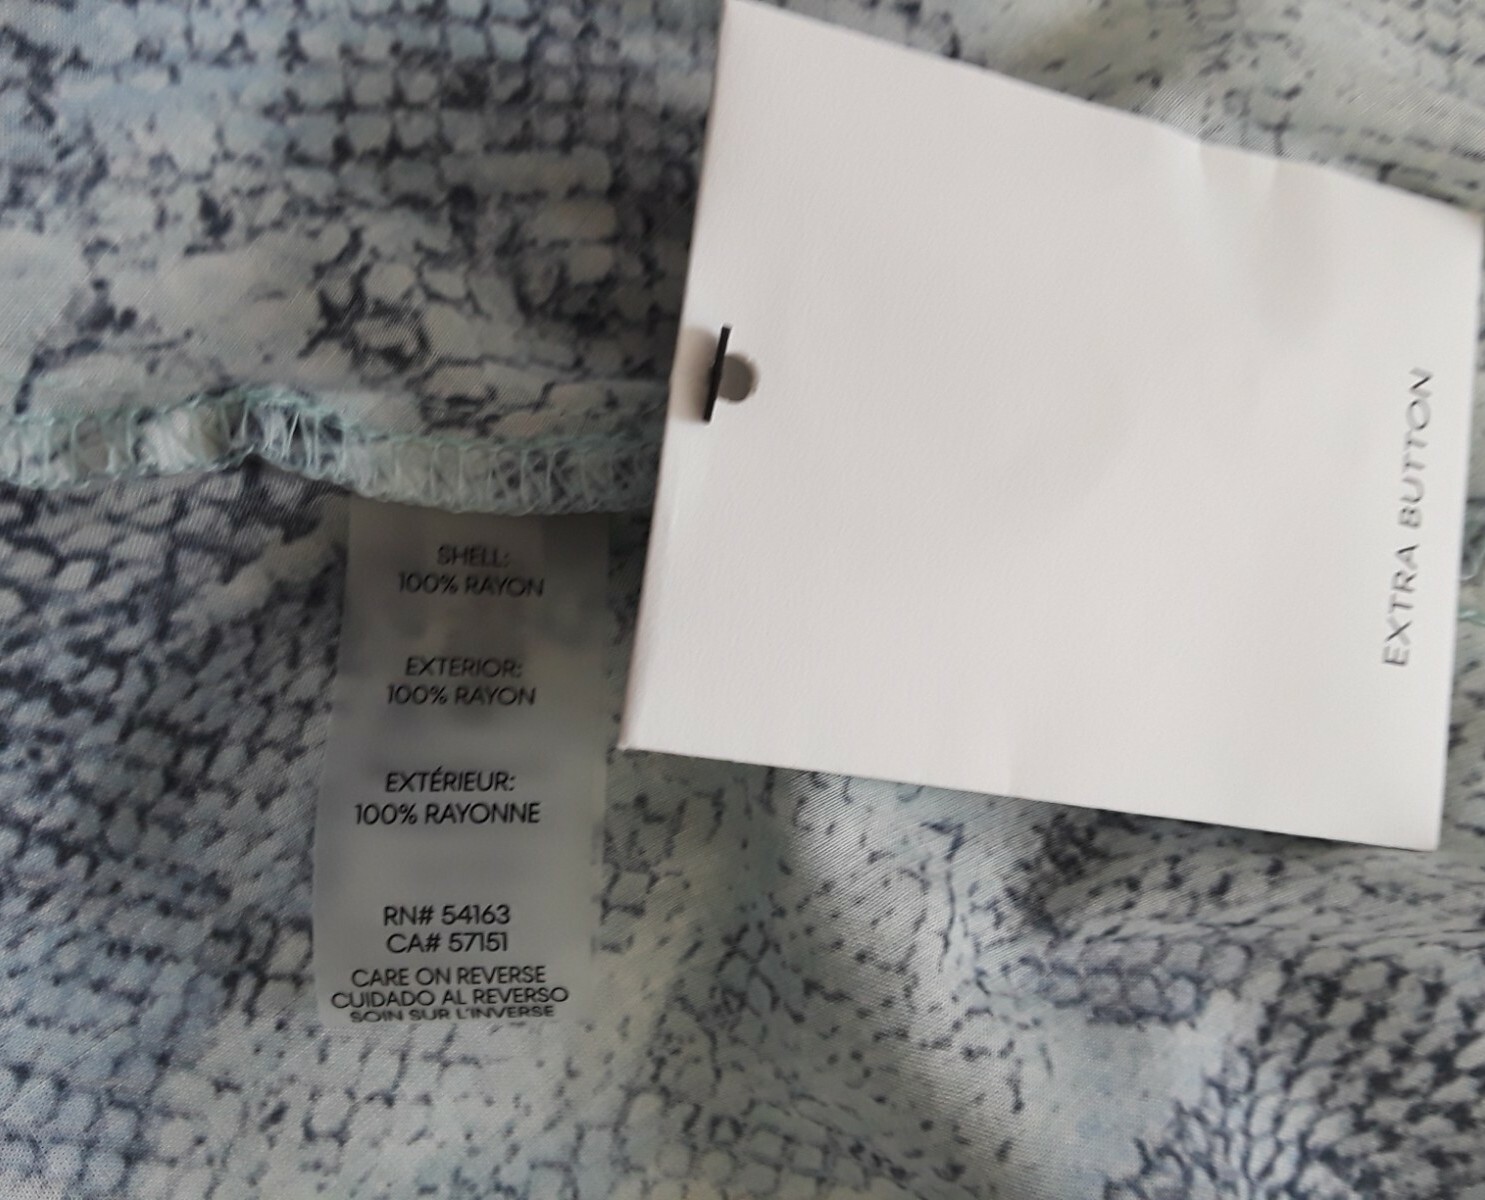 SHELL:
100% RAYON
EXTERIOR:
100% RAYON
EXTÉRIEUR:
100% RAYONNE
RN# 54163
CA# 57151
CARE ON REVERSE
CUIDADO AL REVERSO
SOIN SUR L'INVERSE
EXTRA BUTTON